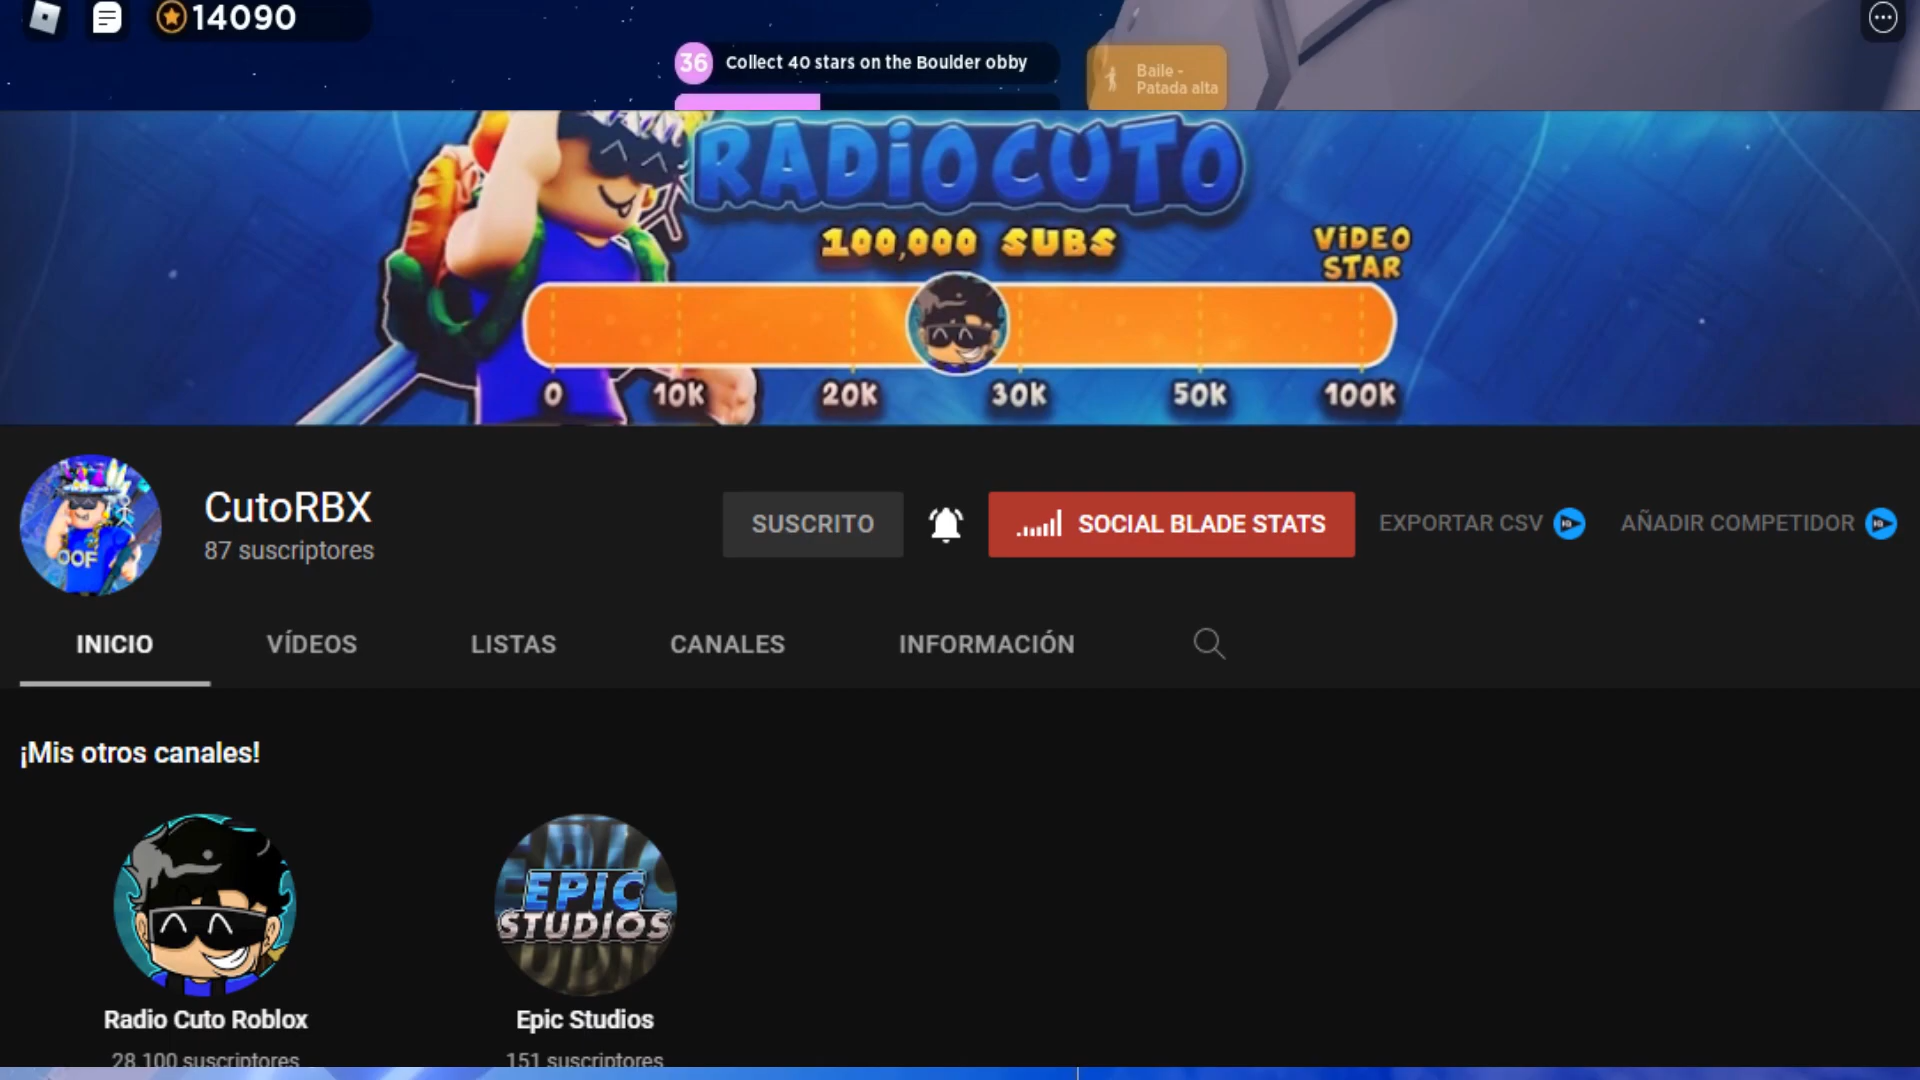 14090
36 Collect 40 stars on the Boulder obby
Baile -
Patada alta
RADIO CUTO
100,000 SUBS
VIDEO
STAR
0 10K 20K 30K 50K 100K
OOF
CutoRBX
87 suscriptores
SUSCRITO
SOCIAL BLADE STATS
EXPORTAR CSV
AÑADIR COMPETIDOR
INICIO VÍDEOS LISTAS CANALES INFORMACIÓN
¡Mis otros canales!
EPIC
STUDIOS
Radio Cuto Roblox
28.100 suscriptores
Epic Studios
151 suscriptores